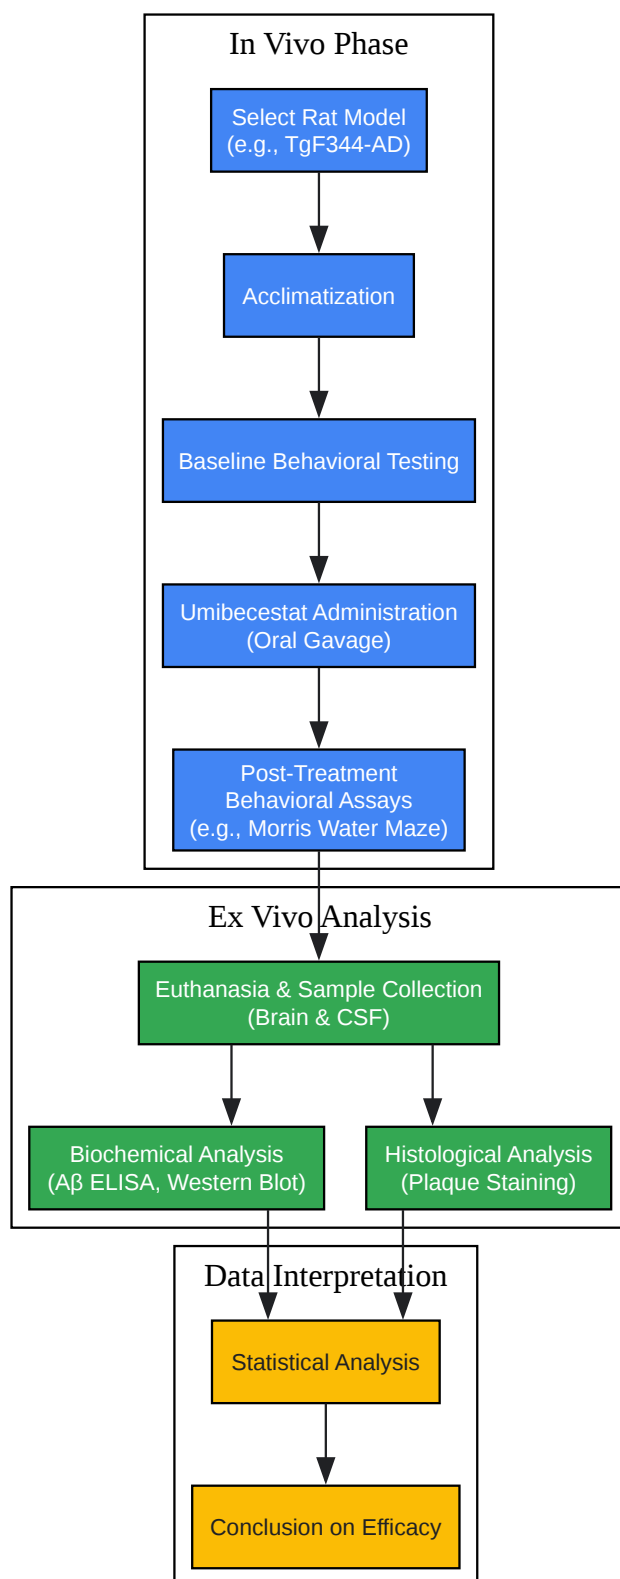 In Vivo Phase
Select Rat Model
(e.g., TgF344-AD)
Acclimatization
Baseline Behavioral Testing
Umibecestat Administration
(Oral Gavage)
Post-Treatment
Behavioral Assays
(e.g., Morris Water Maze)
Ex Vivo Analysis
Euthanasia & Sample Collection
(Brain & CSF)
Biochemical Analysis
(Aβ ELISA, Western Blot)
Histological Analysis
(Plaque Staining)
Data Interpretation
Statistical Analysis
Conclusion on Efficacy